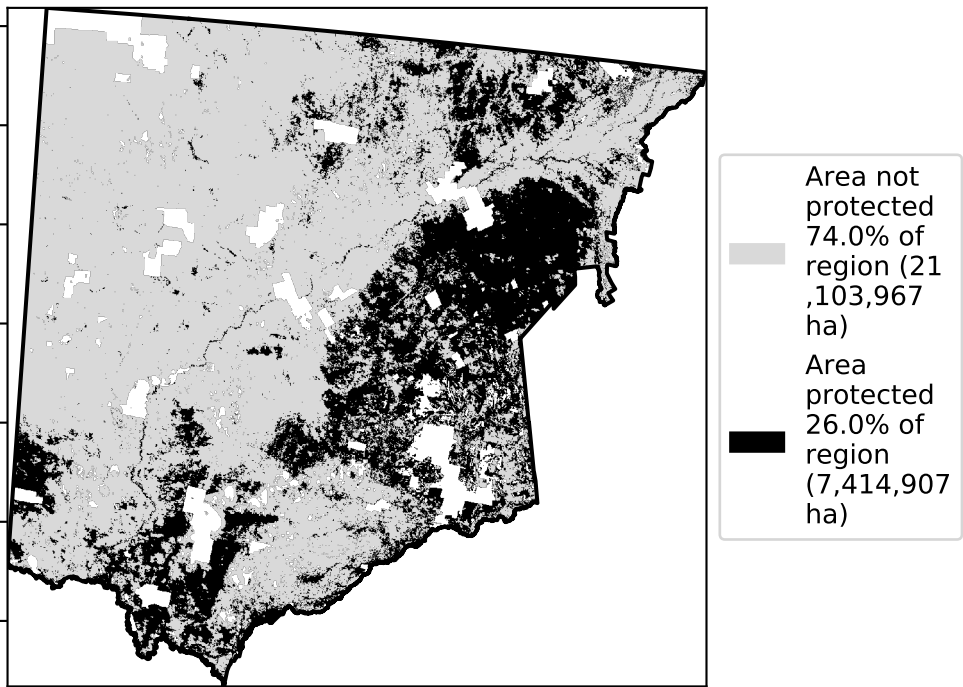 Area not
protected
74.0% of
region (21
,103,967
ha)
Area
protected
26.0% of
region
(7,414,907
ha)